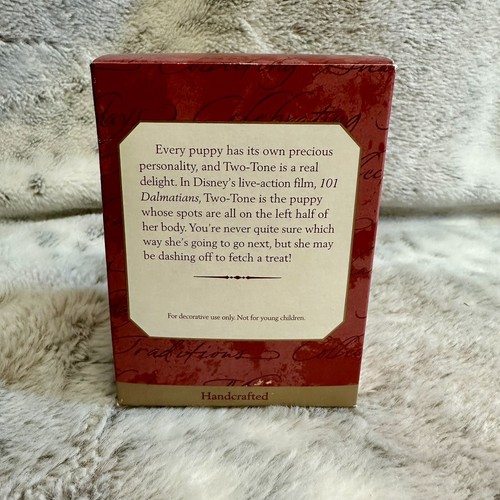 Every puppy has its own precious
personality, and Two-Tone is a real
delight. In Disney's live-action film, 101
Dalmatians, Two-Tone is the puppy
whose spots are all on the left half of
her body. You're never quite sure which
way she's going to go next, but she may
be dashing off to fetch a treat!
For decorative use only. Not for young children.
Traditions
Handcrafted